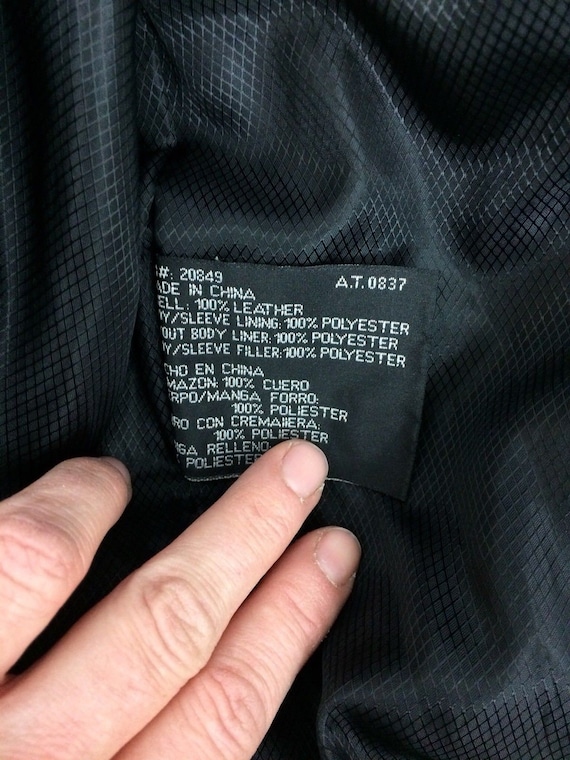 #: 20849 A.T. 0837
ADE IN CHINA
ELL: 100% LEATHER
Y/SLEEVE LINING: 100% POLYESTER
OUT BODY LINER: 100% POLYESTER
Y/SLEEVE FILLER: 100% POLYESTER
CHO EN CHINA
MAZON: 100% CUERO
RPO/MANGA FORRO:
100% POLIESTER
RO CON CREMALLERA:
100% POLIESTER
GA RELLENO:
POLIESTER